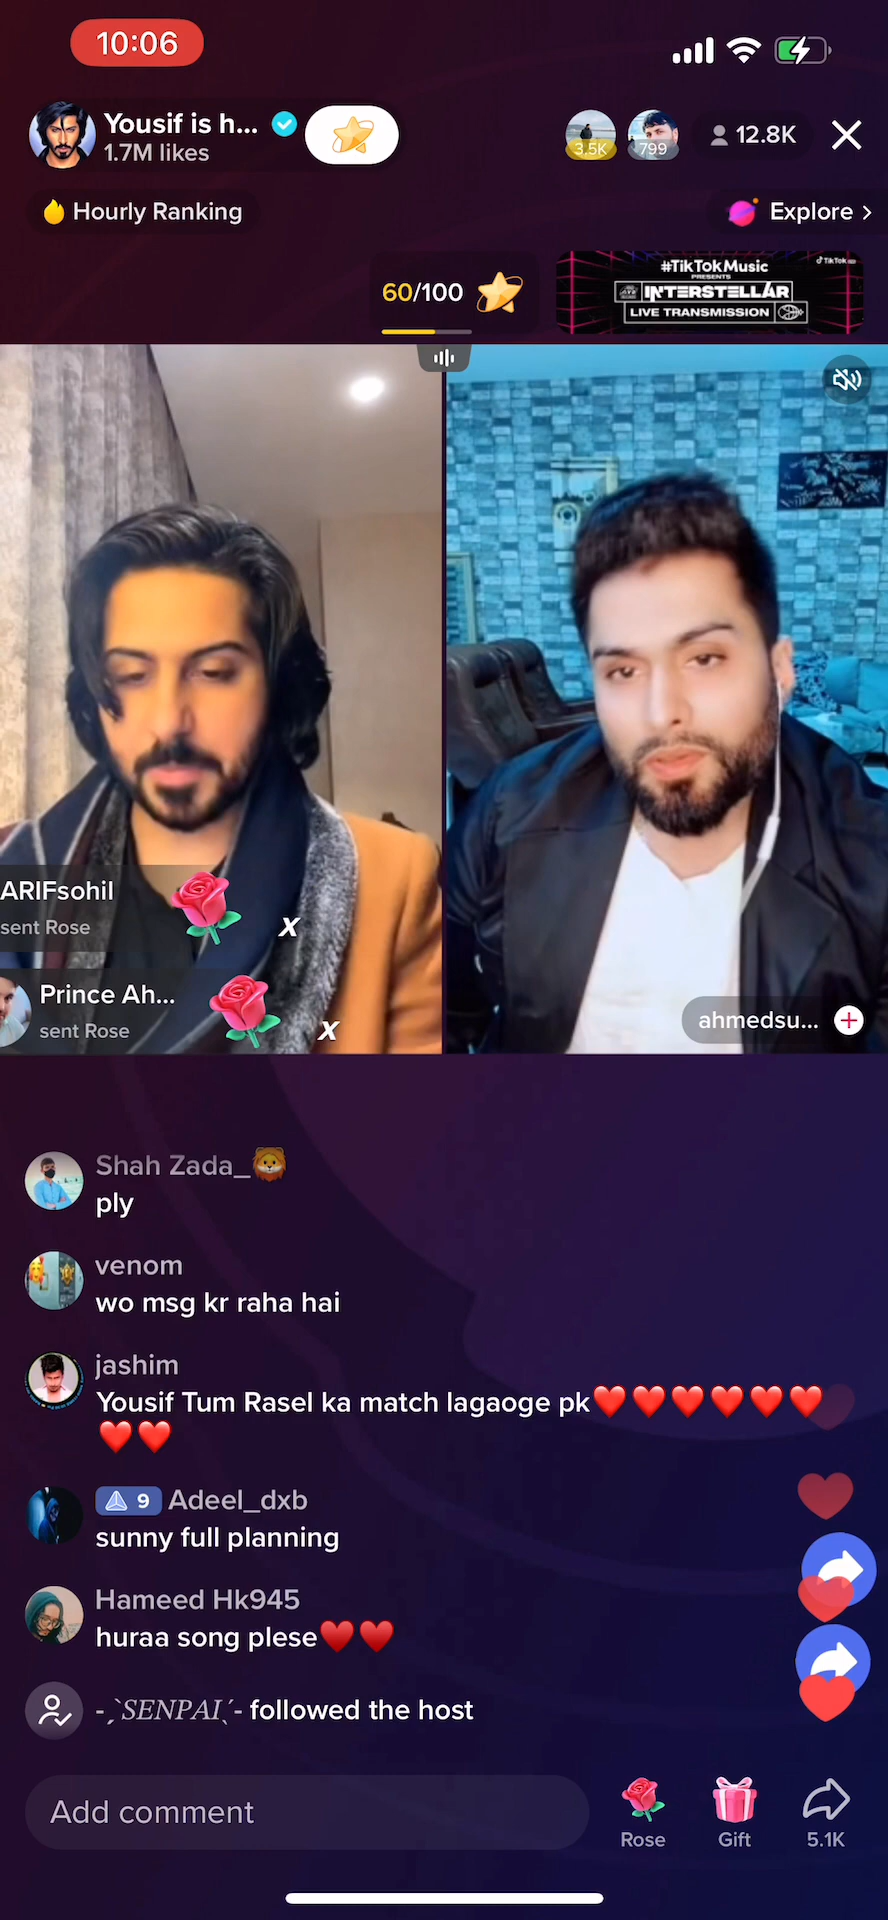 10:06
Yousif is h...
1.7M likes
3.5K
799
12.8K
Hourly Ranking
Explore >
60/100
#TikTokMusic
TikTok
PRESENTS
INTERSTELLAR
LIVE TRANSMISSION
ARIFsohil
sent Rose
x
Prince Ah...
sent Rose
x
ahmedsu...
Shah Zada_🦁
ply
venom
wo msg kr raha hai
jashim
Yousif Tum Rasel ka match lagaoge pk❤️❤️❤️❤️❤️❤️
❤️❤️
9 Adeel_dxb
sunny full planning
Hameed Hk945
huraa song plese❤️❤️
-ˏ`SENPAI´ˎ- followed the host
Add comment
Rose
Gift
5.1K